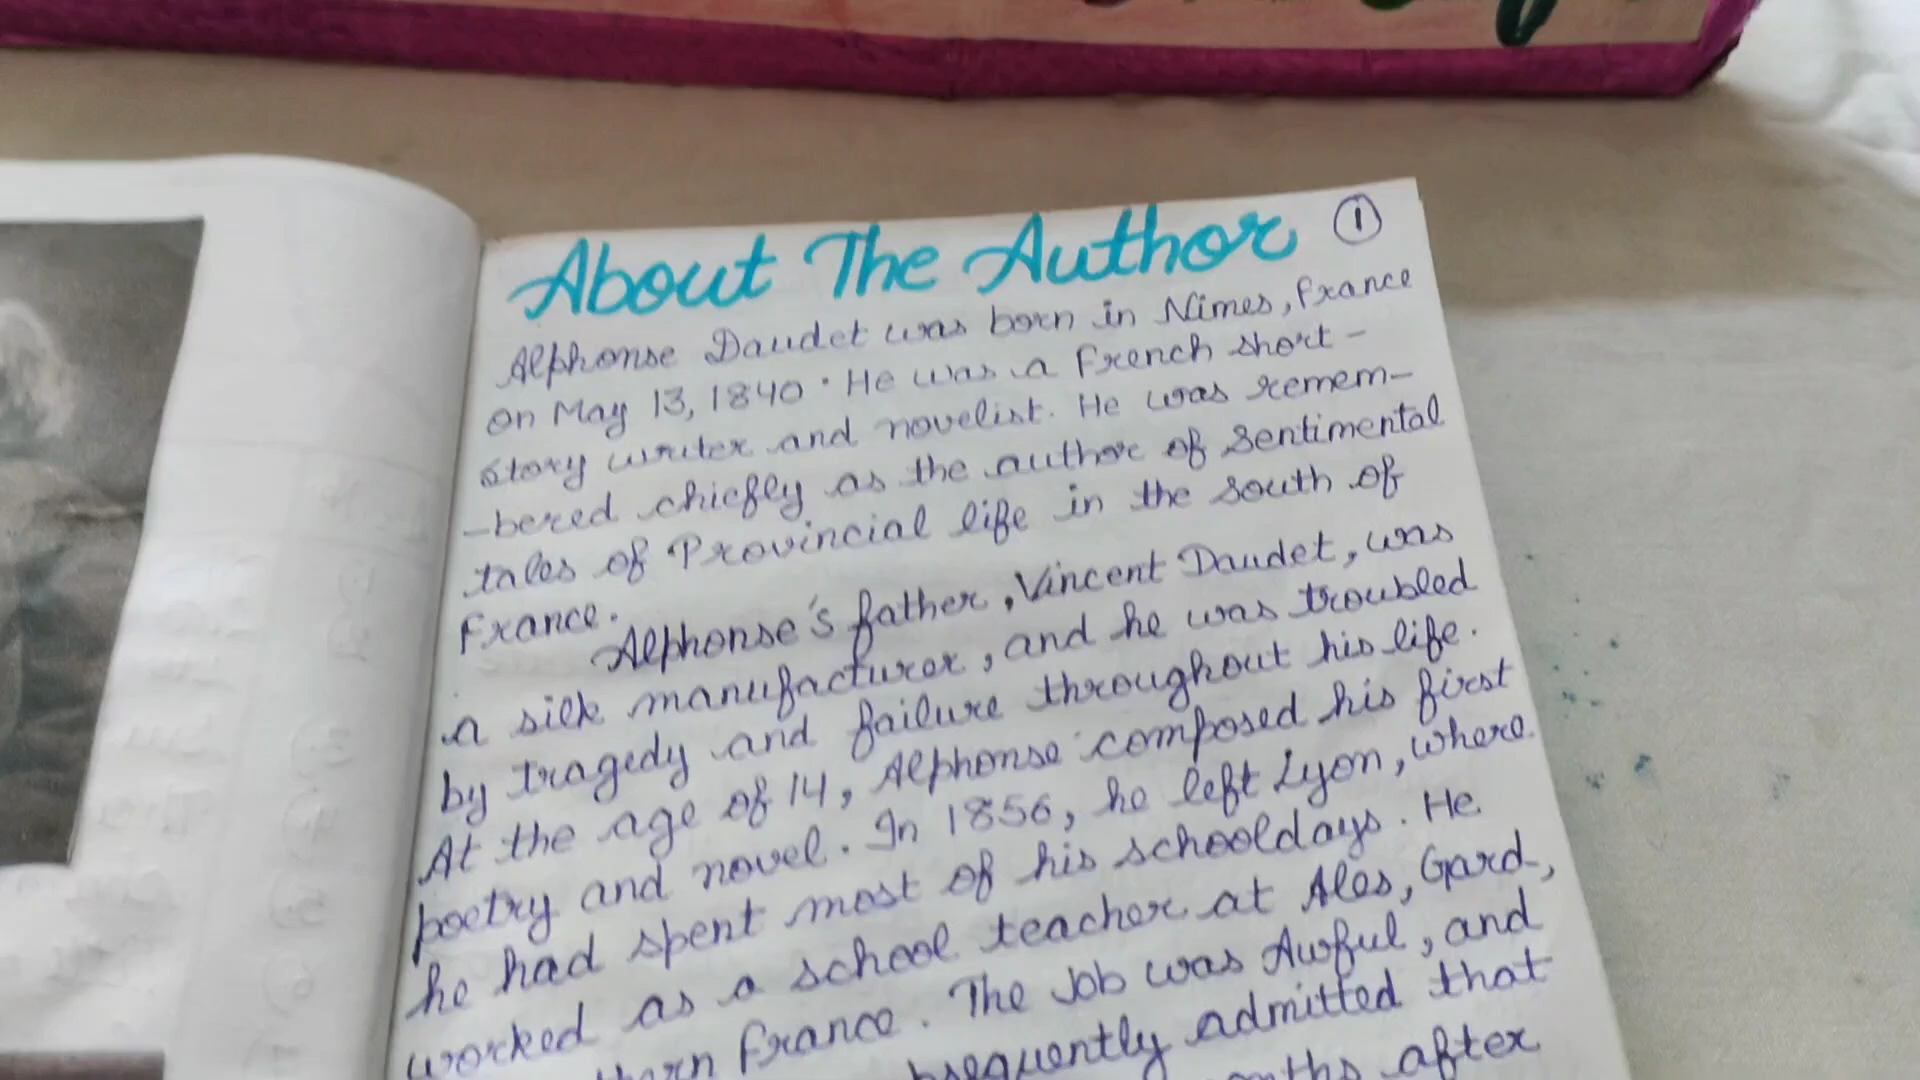 About The Author
1
Alphonse Daudet was born in Nimes, France
on May 13, 1840. He was a French short-
story writer and novelist. He was remem-
-bered chiefly as the author of Sentimental
tales of Provincial life in the south of
France.
Alphonse's father, Vincent Daudet, was
a silk manufacturer, and he was troubled
by tragedy and failure throughout his life.
At the age of 14, Alphonse composed his first
poetry and novel. In 1856, he left Lyon, where
he had spent most of his schooldays. He
worked as a school teacher at Ales, Gard,
France. The Job was Awful, and
admitted that
after